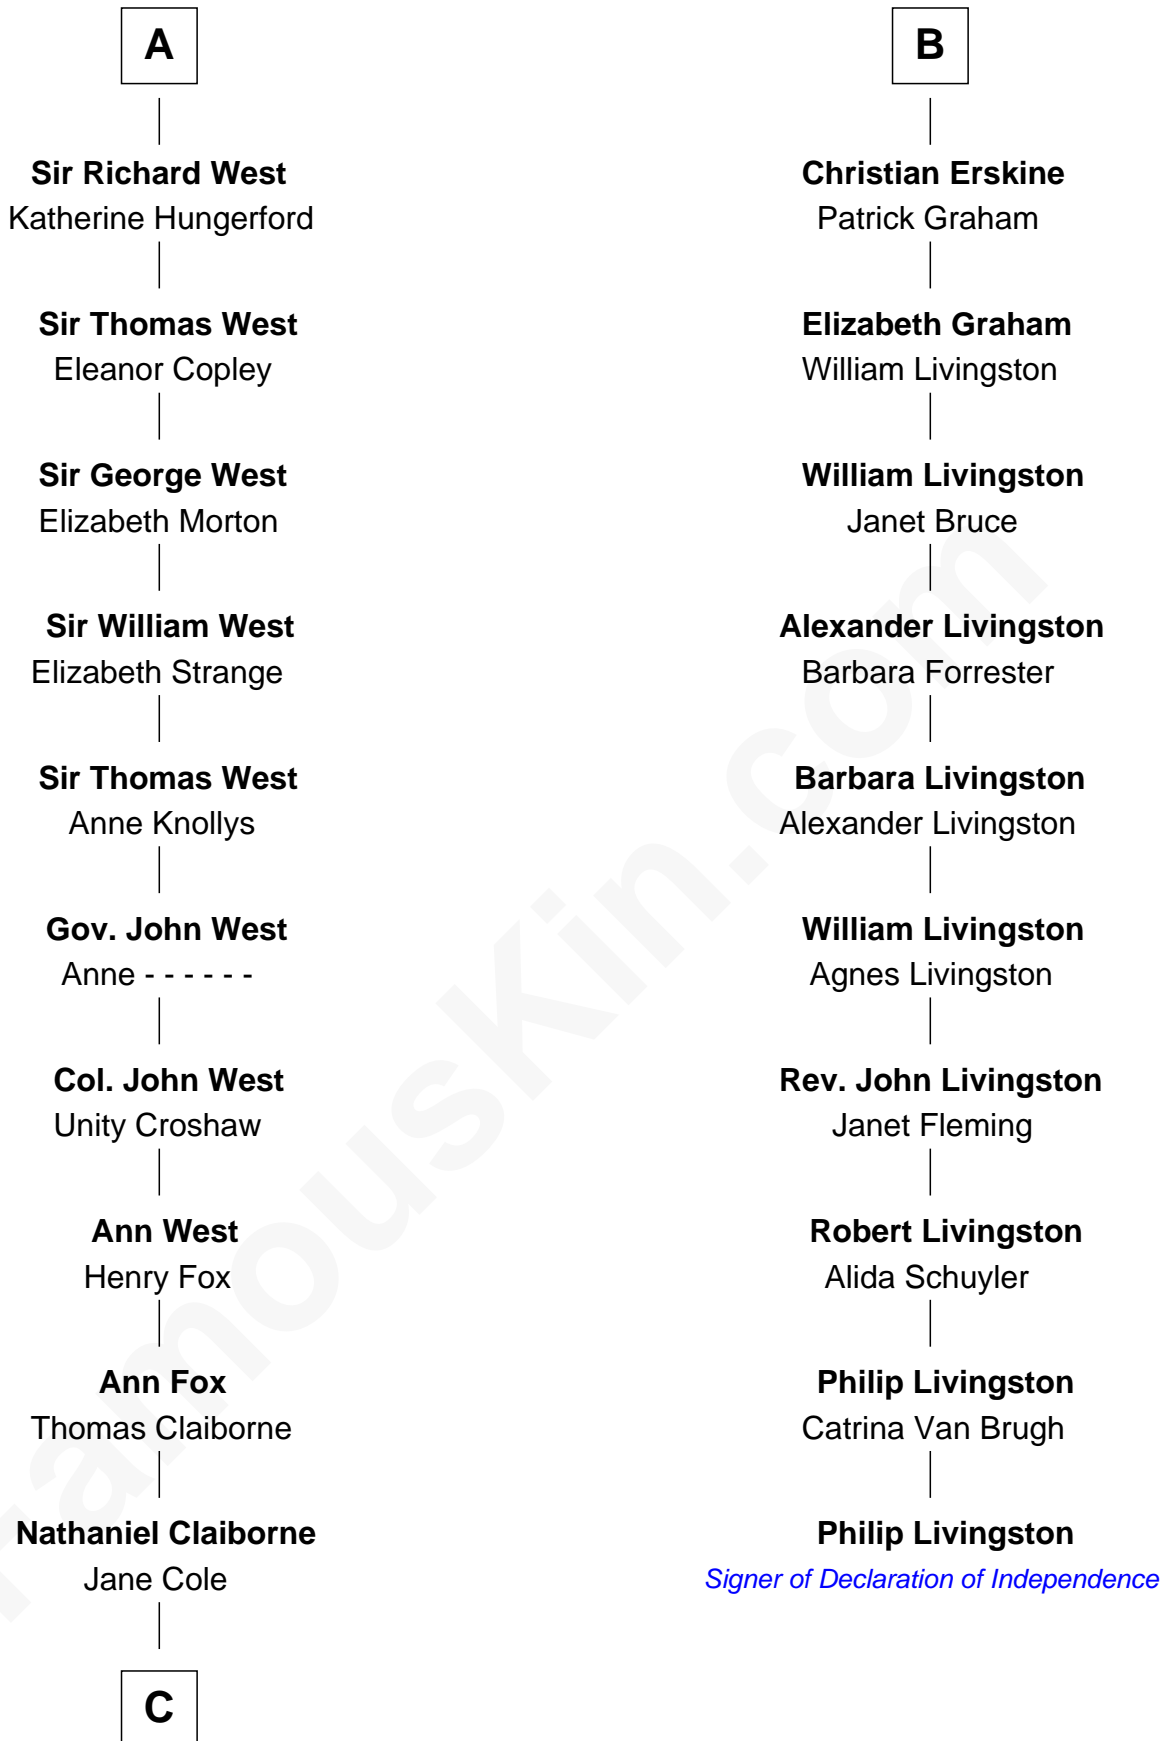 A
Sir Richard West
Katherine Hungerford
Sir Thomas West
Eleanor Copley
Sir George West
Elizabeth Morton
Sir William West
Elizabeth Strange
Sir Thomas West
Anne Knollys
Gov. John West
Anne - - - - - -
Col. John West
Unity Croshaw
Ann West
Henry Fox
Ann Fox
Thomas Claiborne
Nathaniel Claiborne
Jane Cole
C
B
Christian Erskine
Patrick Graham
Elizabeth Graham
William Livingston
William Livingston
Janet Bruce
Alexander Livingston
Barbara Forrester
Barbara Livingston
Alexander Livingston
William Livingston
Agnes Livingston
Rev. John Livingston
Janet Fleming
Robert Livingston
Alida Schuyler
Philip Livingston
Catrina Van Brugh
Philip Livingston
Signer of Declaration of Independence
FamousKin.com